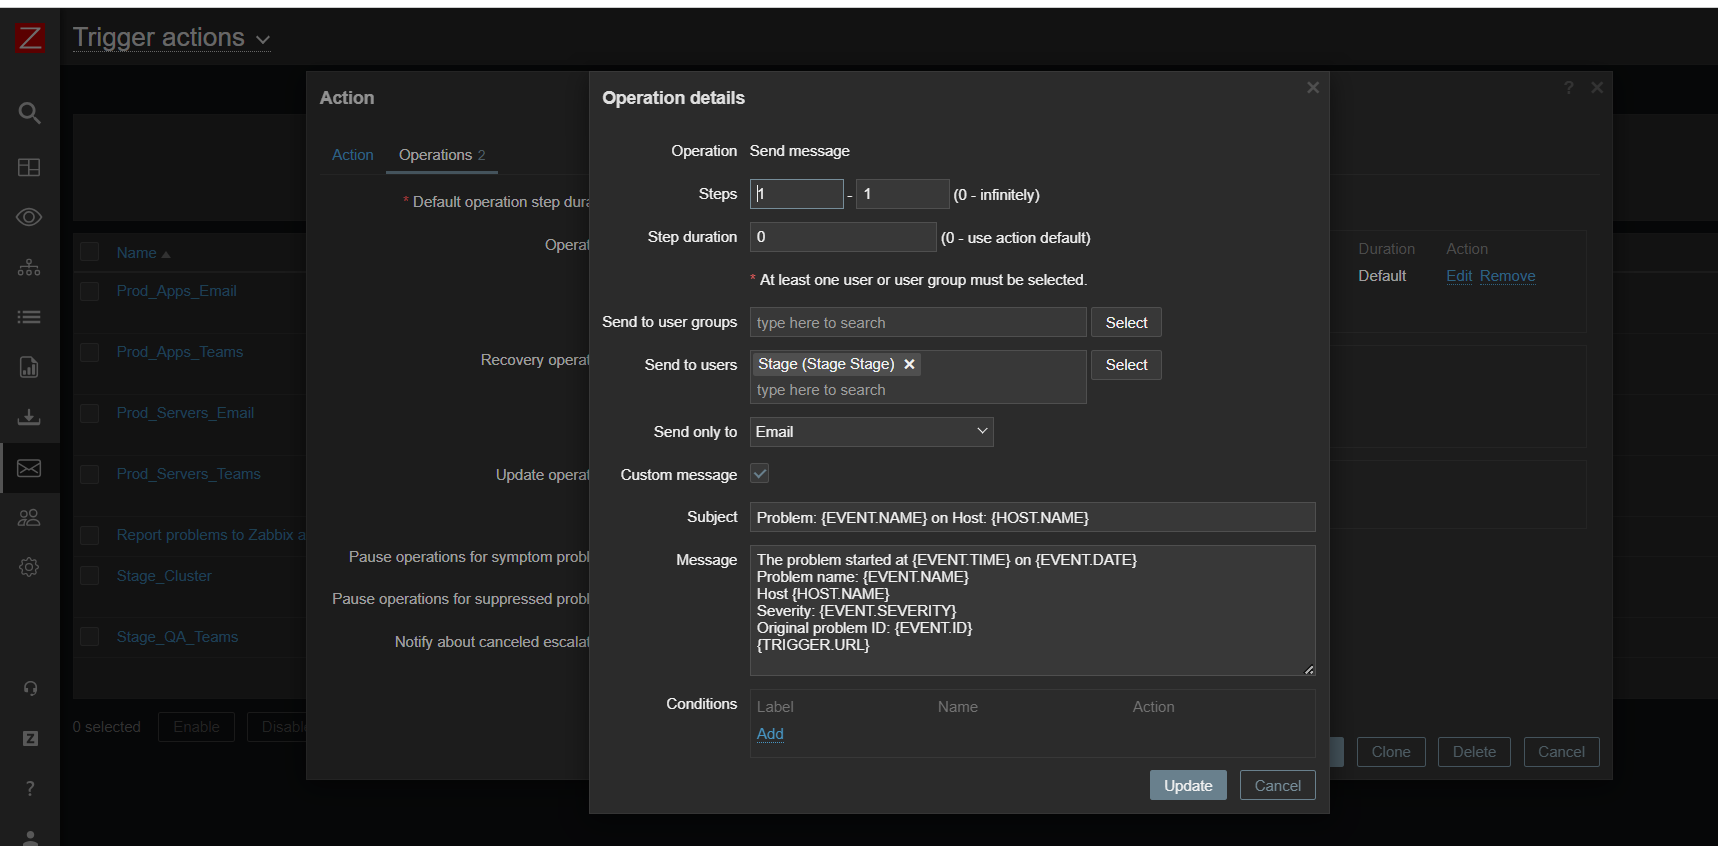 Z
Trigger actions
Action
?
Action
Operations 2
* Default operation step dura
Operat
Recovery operat
Update operat
Pause operations for symptom probl
Pause operations for suppressed probl
Notify about canceled escalat
Duration
Action
Default
Edit
Remove
Clone
Delete
Cancel
Name
Prod_Apps_Email
Prod_Apps_Teams
Prod_Servers_Email
Prod_Servers_Teams
Report problems to Zabbix a
Stage_Cluster
Stage_QA_Teams
0 selected
Enable
Disable
Z
?
Operation details
Operation
Send message
Steps
1 - 1 (0 - infinitely)
Step duration
0 (0 - use action default)
* At least one user or user group must be selected.
Send to user groups
type here to search
Select
Send to users
Stage (Stage Stage)
type here to search
Select
Send only to
Email
Custom message
Subject
Problem: {EVENT.NAME} on Host: {HOST.NAME}
Message
The problem started at {EVENT.TIME} on {EVENT.DATE}
Problem name: {EVENT.NAME}
Host {HOST.NAME}
Severity: {EVENT.SEVERITY}
Original problem ID: {EVENT.ID}
{TRIGGER.URL}
Conditions
Label
Name
Action
Add
Update
Cancel